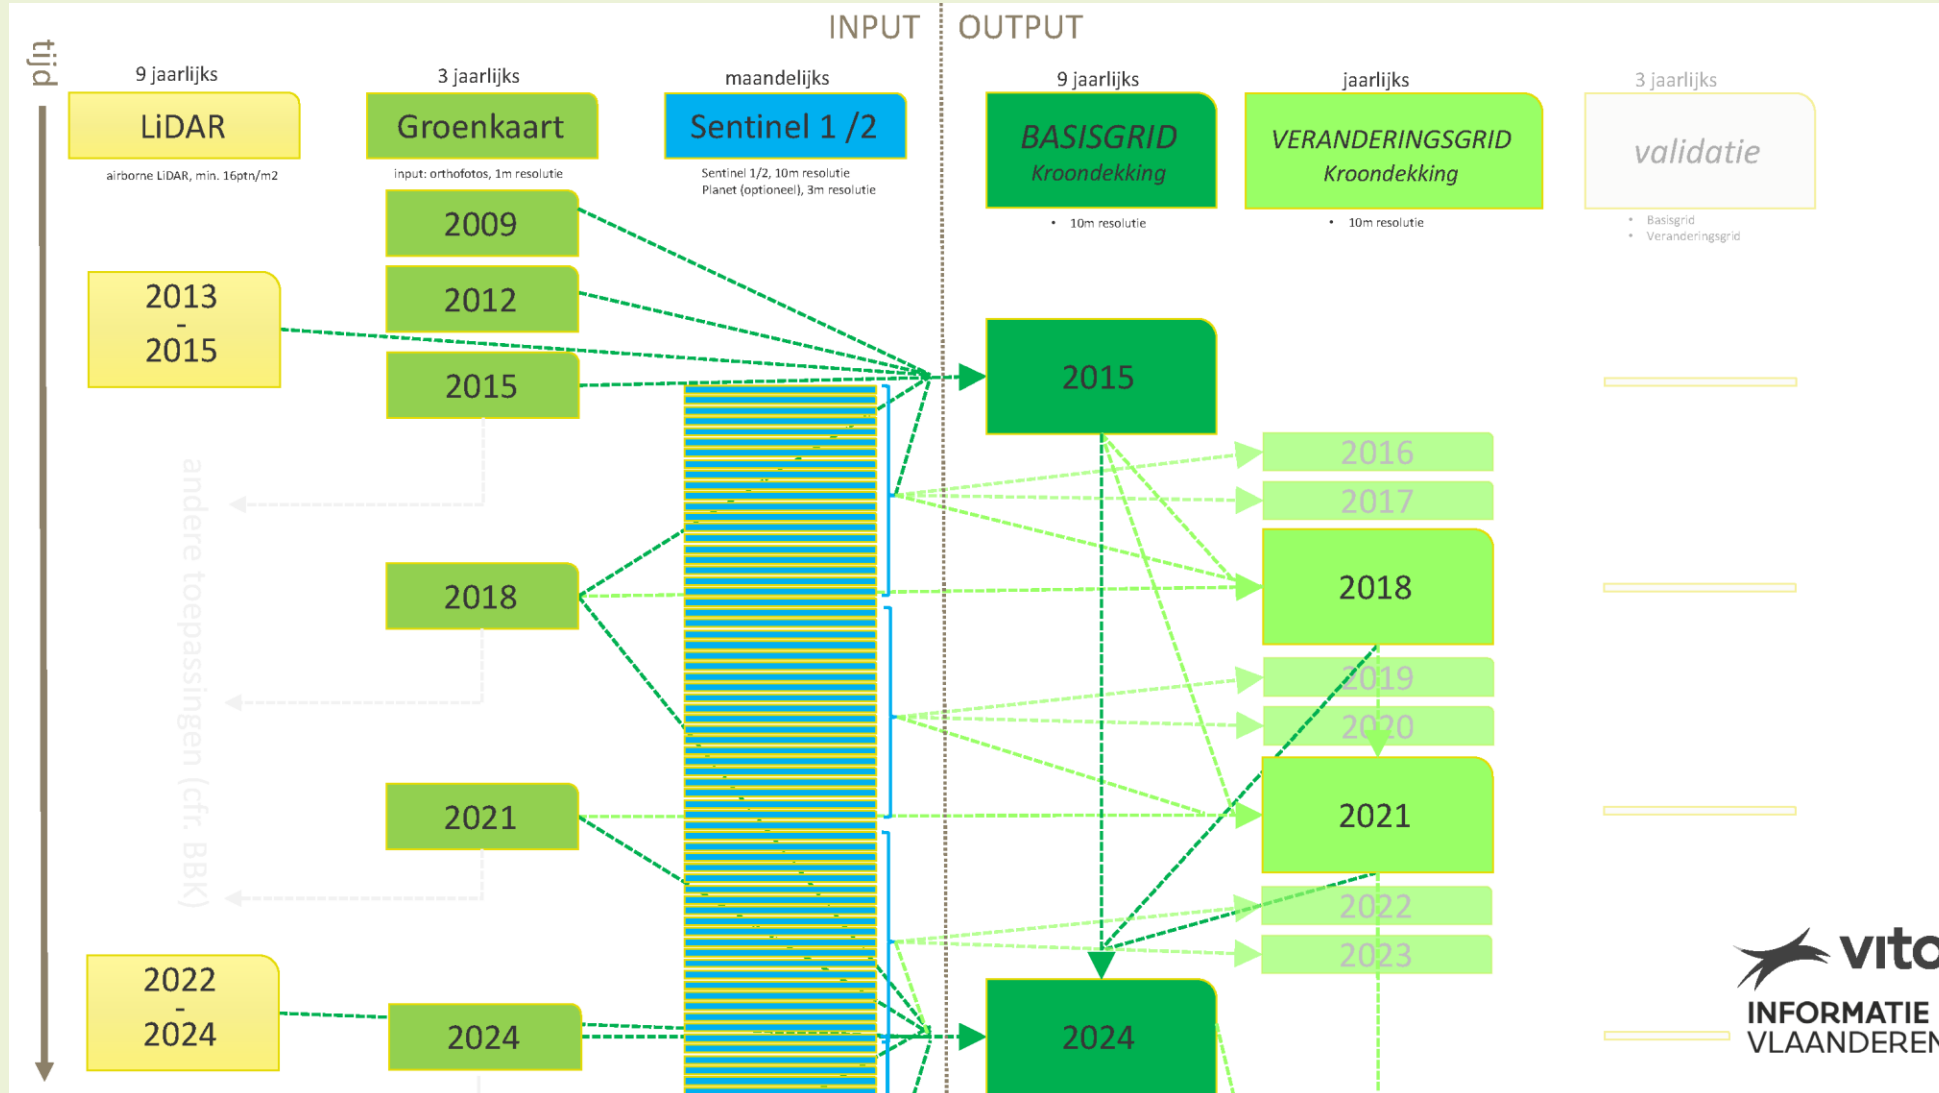 INPUT
OUTPUT
tijd
9 jaarlijks
3 jaarlijks
maandelijks
9 jaarlijks
jaarlijks
3 jaarlijks
LiDAR
Groenkaart
Sentinel 1 /2
BASISGRID
Kroondekking
VERANDERINGSGRID
Kroondekking
validatie
airborne LiDAR, min. 16ptn/m2
input: orthofotos, 1m resolutie
Sentinel 1/2, 10m resolutie
Planet (optioneel), 3m resolutie
• 10m resolutie
• 10m resolutie
• Basisgrid
• Veranderingsgrid
2009
2012
2013
-
2015
2015
2015
2016
2017
andere toepassingen (cfr. BBK)
2018
2018
2019
2020
2021
2021
2022
2023
2022
-
2024
2024
2024
vito
INFORMATIE
VLAANDEREN